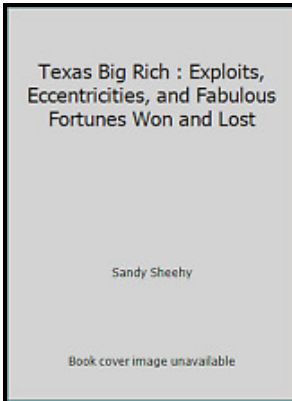 Texas Big Rich : Exploits,
Eccentricities, and Fabulous
Fortunes Won and Lost
Sandy Sheehy
Book cover image unavailable